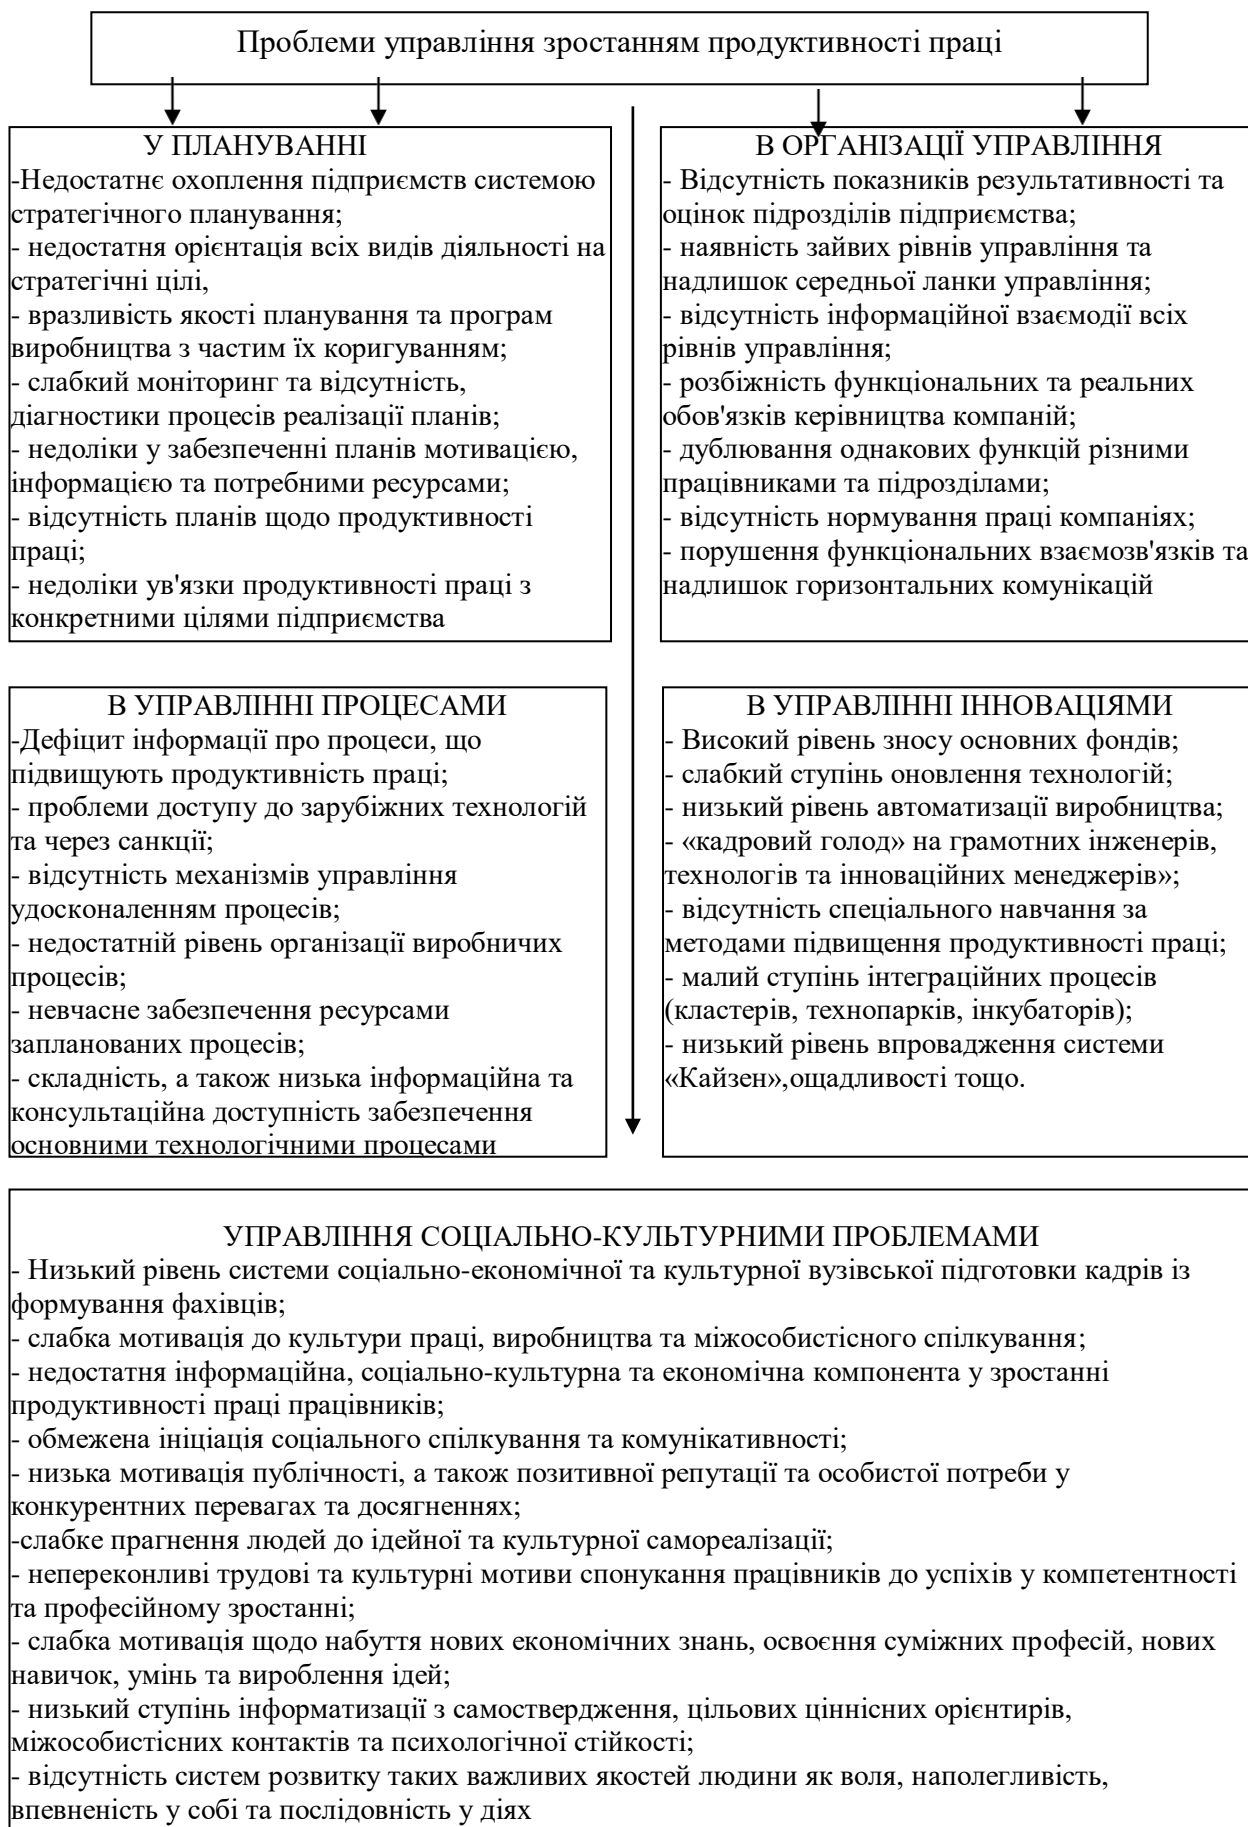 Проблеми управління зростанням продуктивності праці
У ПЛАНУВАННІ
-Недостатнє охоплення підприємств системою
стратегічного планування;
- недостатня орієнтація всіх видів діяльності на
стратегічні цілі,
- вразливість якості планування та програм
виробництва з частим їх коригуванням;
- слабкий моніторинг та відсутність,
діагностики процесів реалізації планів;
- недоліки у забезпеченні планів мотивацією,
інформацією та потребними ресурсами;
- відсутність планів щодо продуктивності
праці;
- недоліки ув'язки продуктивності праці з
конкретними цілями підприємства
В ОРГАНІЗАЦІЇ УПРАВЛІННЯ
- Відсутність показників результативності та
оцінок підрозділів підприємства;
- наявність зайвих рівнів управління та
надлишок середньої ланки управління;
- відсутність інформаційної взаємодії всіх
рівнів управління;
- розбіжність функціональних та реальних
обов'язків керівництва компаній;
- дублювання однакових функцій різними
працівниками та підрозділами;
- відсутність нормування праці компаніях;
- порушення функціональних взаємозв'язків та
надлишок горизонтальних комунікацій
В УПРАВЛІННІ ПРОЦЕСАМИ
-Дефіцит інформації про процеси, що
підвищують продуктивність праці;
- проблеми доступу до зарубіжних технологій
та через санкції;
- відсутність механізмів управління
удосконаленням процесів;
- недостатній рівень організації виробничих
процесів;
- невчасне забезпечення ресурсами
запланованих процесів;
- складність, а також низька інформаційна та
консультаційна доступність забезпечення
основними технологічними процесами
В УПРАВЛІННІ ІННОВАЦІЯМИ
- Високий рівень зносу основних фондів;
- слабкий ступінь оновлення технологій;
- низький рівень автоматизації виробництва;
- «кадровий голод» на грамотних інженерів,
технологів та інноваційних менеджерів»;
- відсутність спеціального навчання за
методами підвищення продуктивності праці;
- малий ступінь інтеграційних процесів
(кластерів, технопарків, інкубаторів);
- низький рівень впровадження системи
«Кайзен»,ощадливості тощо.
УПРАВЛІННЯ СОЦІАЛЬНО-КУЛЬТУРНИМИ ПРОБЛЕМАМИ
- Низький рівень системи соціально-економічної та культурної вузівської підготовки кадрів із
формування фахівців;
- слабка мотивація до культури праці, виробництва та міжособистісного спілкування;
- недостатня інформаційна, соціально-культурна та економічна компонента у зростанні
продуктивності праці працівників;
- обмежена ініціація соціального спілкування та комунікативності;
- низька мотивація публічності, а також позитивної репутації та особистої потреби у
конкурентних перевагах та досягненнях;
-слабке прагнення людей до ідейної та культурної самореалізації;
- непереконливі трудові та культурні мотиви спонукання працівників до успіхів у компетентності
та професійному зростанні;
- слабка мотивація щодо набуття нових економічних знань, освоєння суміжних професій, нових
навичок, умінь та вироблення ідей;
- низький ступінь інформатизації з самоствердження, цільових ціннісних орієнтирів,
міжособистісних контактів та психологічної стійкості;
- відсутність систем розвитку таких важливих якостей людини як воля, наполегливість,
впевненість у собі та послідовність у діях